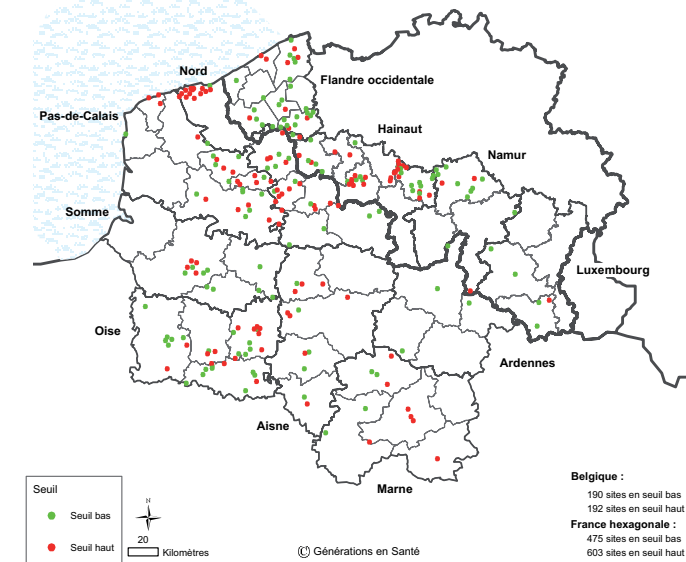 Nord
Flandre occidentale
Pas-de-Calais
Hainaut
Namur
Somme
Luxembourg
Oise
Ardennes
Aisne
Marne
Seuil
Seuil bas
Seuil haut
N
20
Kilomètres
© Générations en Santé
Belgique :
190 sites en seuil bas
192 sites en seuil haut
France hexagonale :
475 sites en seuil bas
603 sites en seuil haut